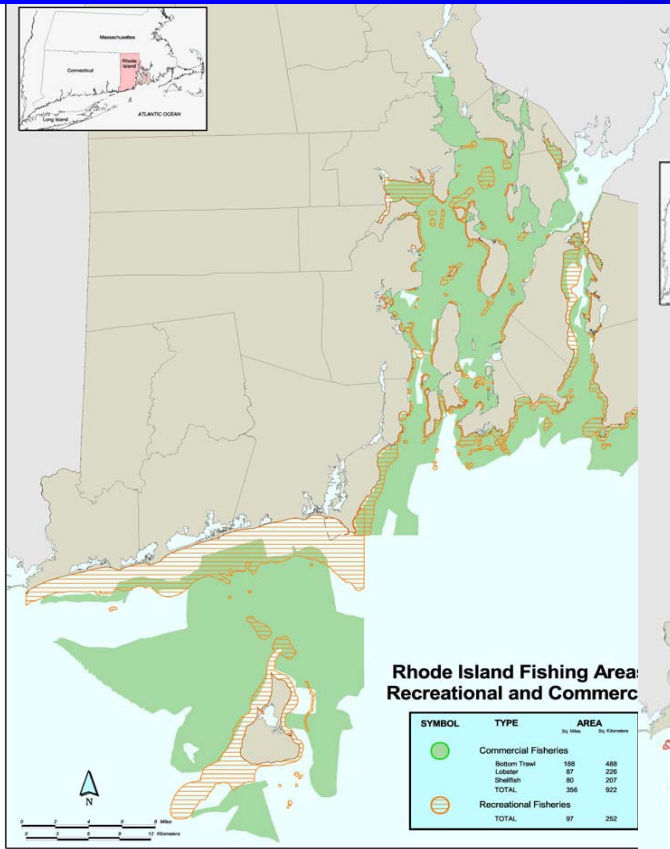 Massachusetts
Connecticut
Rhode
Island
Long Island
ATLANTIC OCEAN
Rhode Island Fishing Areas
Recreational and Commerc
SYMBOL TYPE AREA
Sq. Miles Sq. Kilometers
Commercial Fisheries
Bottom Trawl 188 488
Lobster 87 226
Shellfish 80 207
TOTAL 356 922
Recreational Fisheries
TOTAL 97 252
N
0 2 4 6 8 Miles
0 3 6 9 12 Kilometers